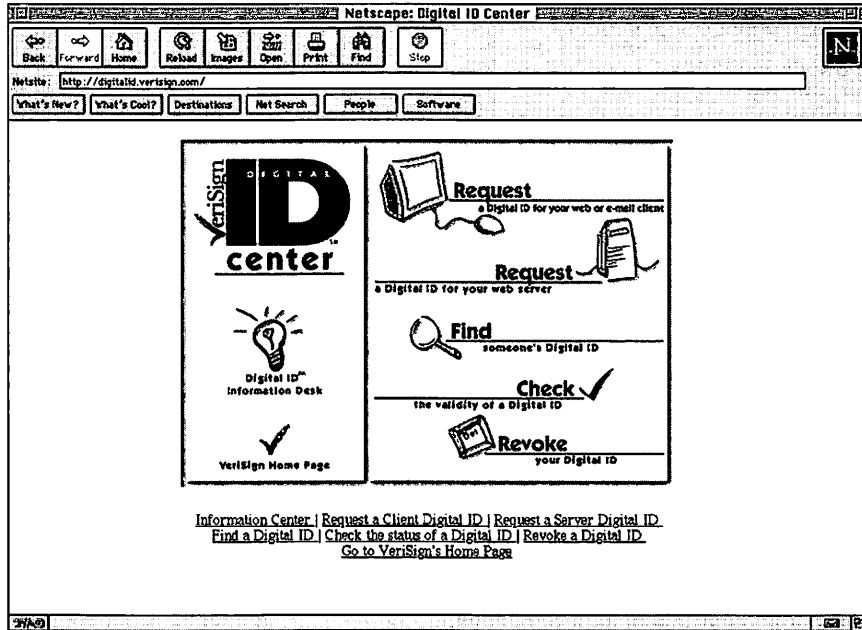 Netscape: Digital ID Center
Back Forward Home Reload Images Open Print Find Stop
N
Netsite: http://digitalid.verisign.com/
What's New? What's Cool? Destinations Net Search People Software
VeriSign
DIGITAL
ID
SM
center
Digital ID
Information Desk
VeriSign Home Page
Request
a Digital ID for your web or e-mail client
Request
a Digital ID for your web server
Find
someone's Digital ID
Check
the validity of a Digital ID
Revoke
your Digital ID
Information Center | Request a Client Digital ID | Request a Server Digital ID
Find a Digital ID | Check the status of a Digital ID | Revoke a Digital ID
Go to VeriSign's Home Page